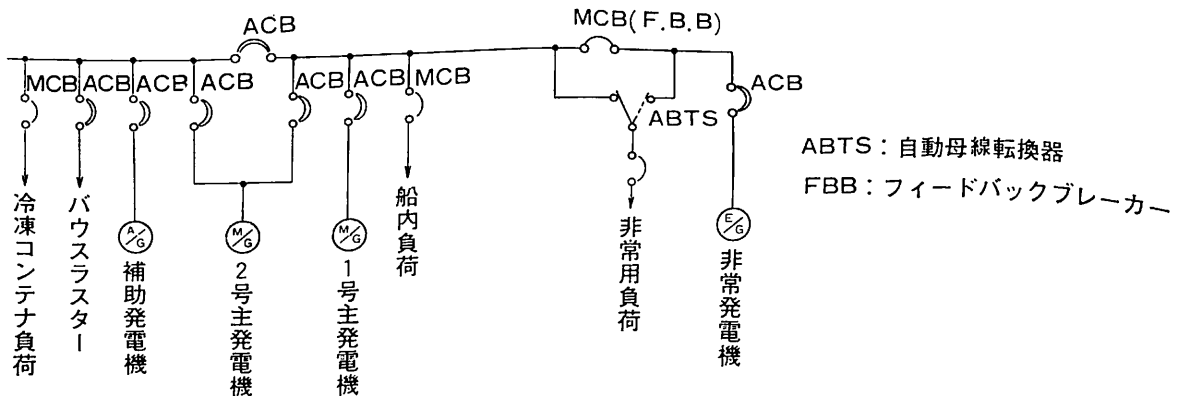 MCB(F.B.B)
ACB
MCB
ACB
ACB
ACB
ACB
ACB
MCB
ACB
ABTS
ABTS：自動母線転換器
FBB：フィードバックブレーカー
冷凍コンテナ負荷
バウスラスター
A/G
補助発電機
M/G
2号主発電機
M/G
1号主発電機
船内負荷
非常用負荷
E/G
非常発電機